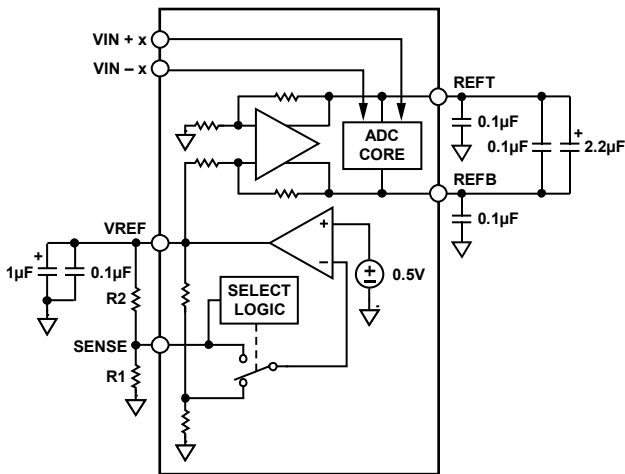 VIN + x
VIN – x
REFT
0.1µF
0.1µF
+
2.2µF
ADC
CORE
REFB
0.1µF
VREF
+
1µF
0.1µF
R2
+
–
+
–
0.5V
SELECT
LOGIC
SENSE
R1